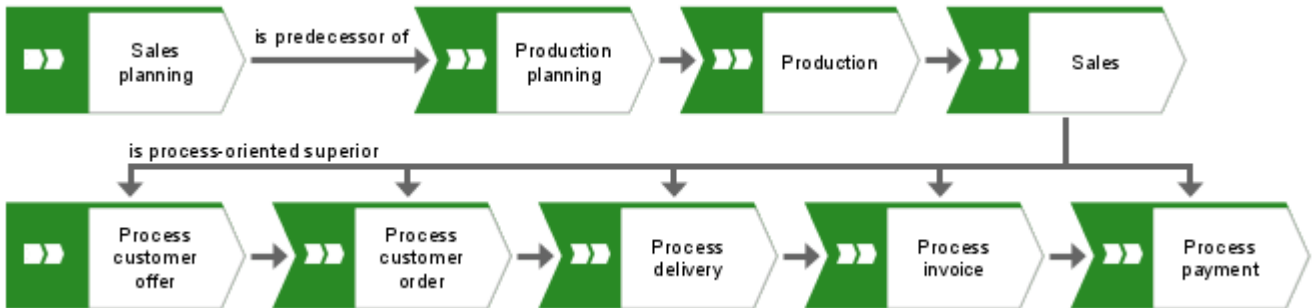 Sales
planning
is predecessor of
Production
planning
Production
Sales
is process-oriented superior
Process
customer
offer
Process
customer
order
Process
delivery
Process
invoice
Process
payment